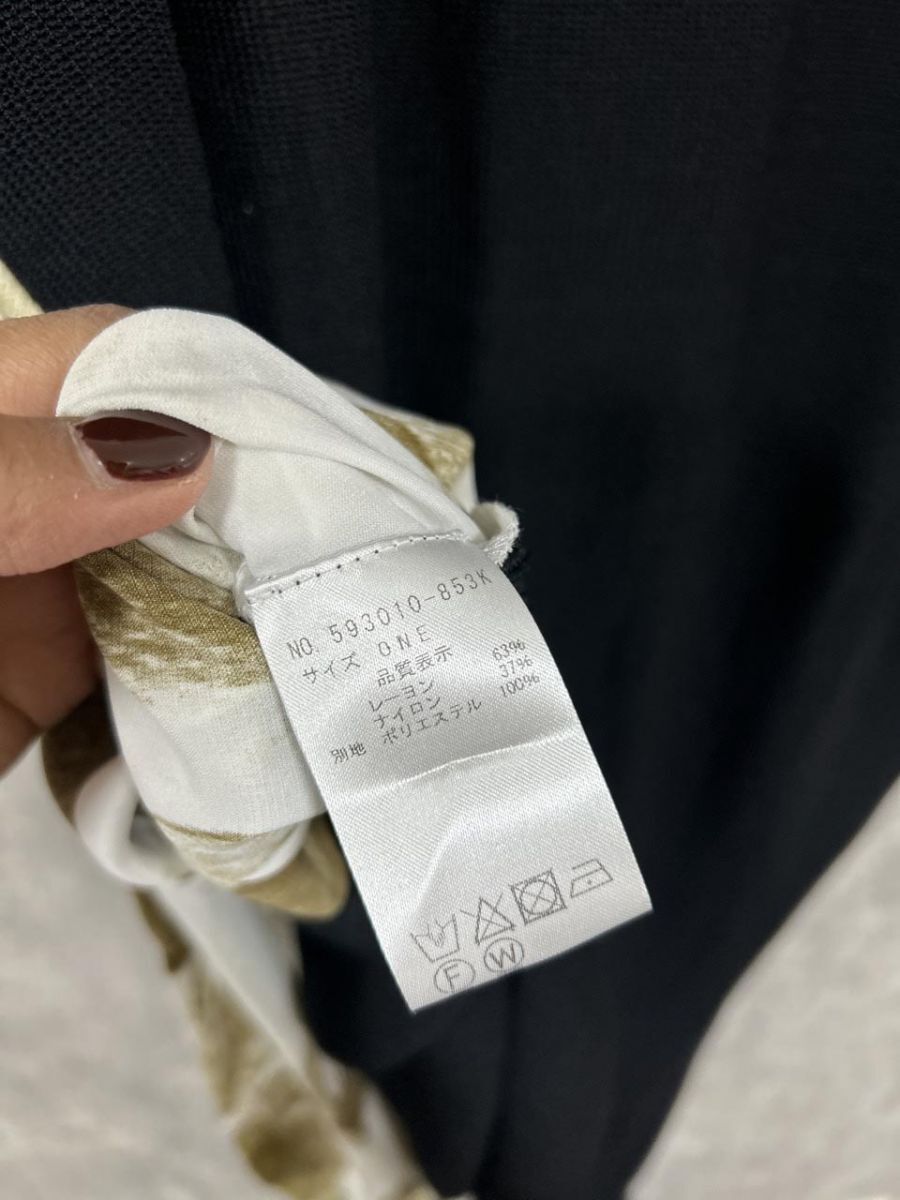 NO. 593010-853K
サイズ ONE
品質表示
レーヨン 63%
ナイロン 37%
別地 ポリエステル 100%
F W